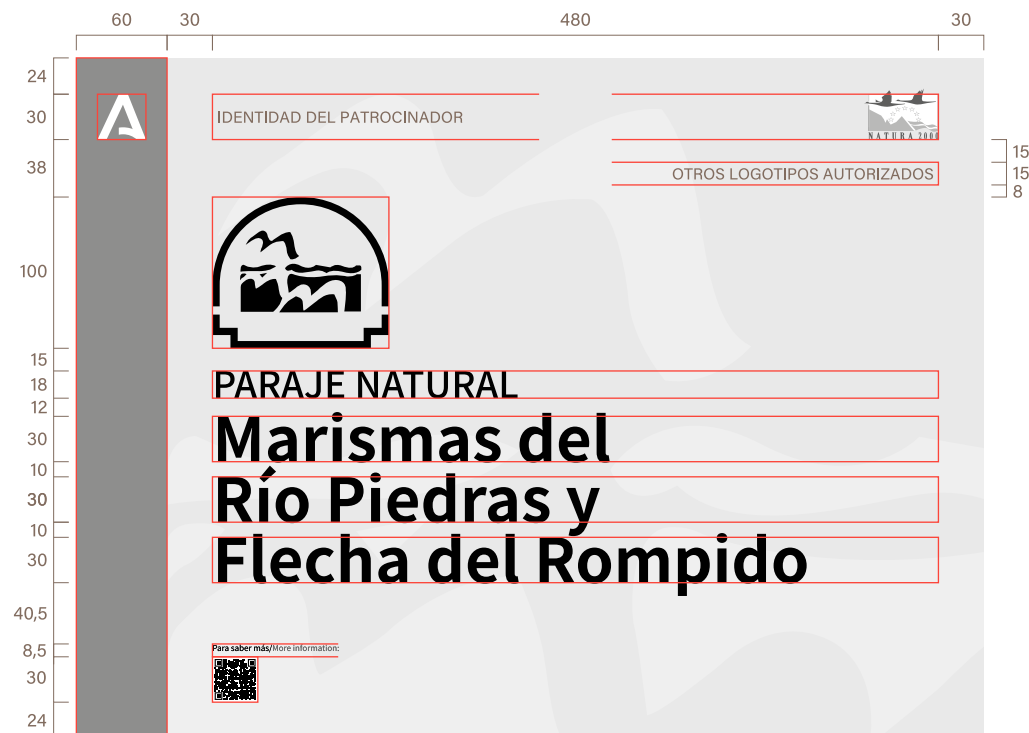 60 30 480 30
24
30
IDENTIDAD DEL PATROCINADOR
NATURA 2000
15
38
OTROS LOGOTIPOS AUTORIZADOS
15
8
100
15
18
PARAJE NATURAL
12
30
Marismas del
10
30
Río Piedras y
10
30
Flecha del Rompido
40,5
8,5
Para saber más/More information:
30
24